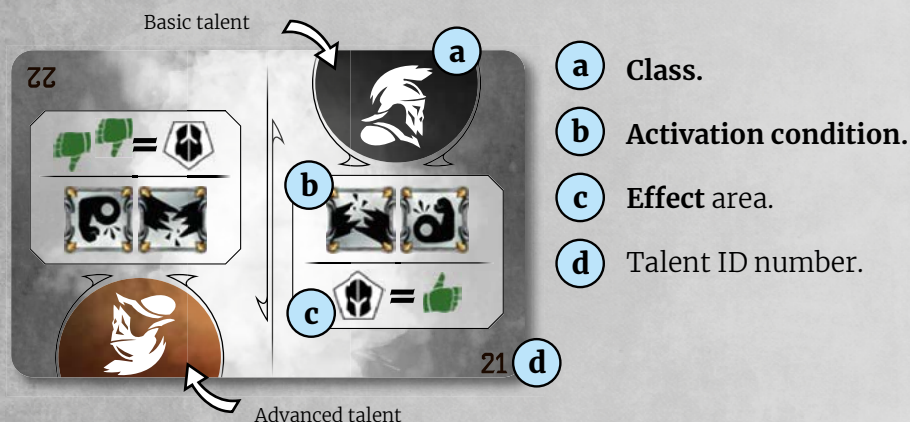 Basic talent
a
22
b
c
21 d
Advanced talent
a Class.
b Activation condition.
c Effect area.
d Talent ID number.